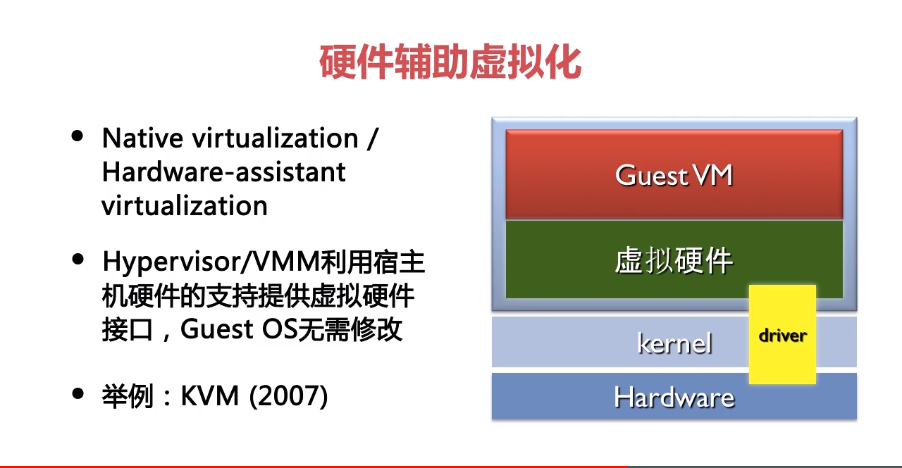 硬件辅助虚拟化
• Native virtualization /
Hardware-assistant
virtualization
• Hypervisor/VMM利用宿主
机硬件的支持提供虚拟硬件
接口，Guest OS无需修改
• 举例：KVM (2007)
Guest VM
虚拟硬件
driver
kernel
Hardware